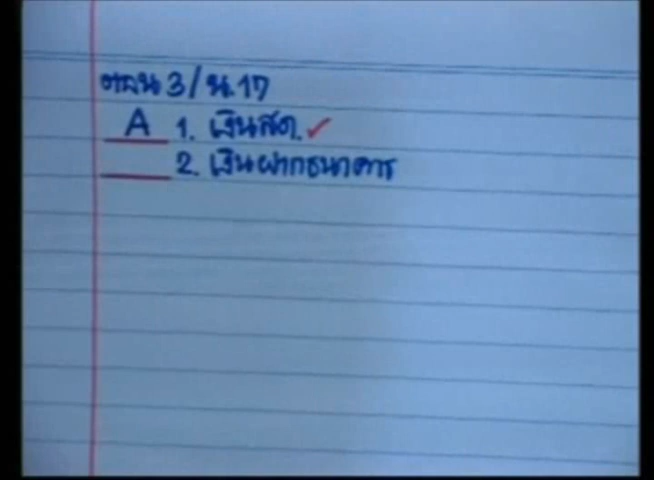 ตอน 3/น.17
A 1. เงินสด ✓
2. เงินฝากธนาคาร